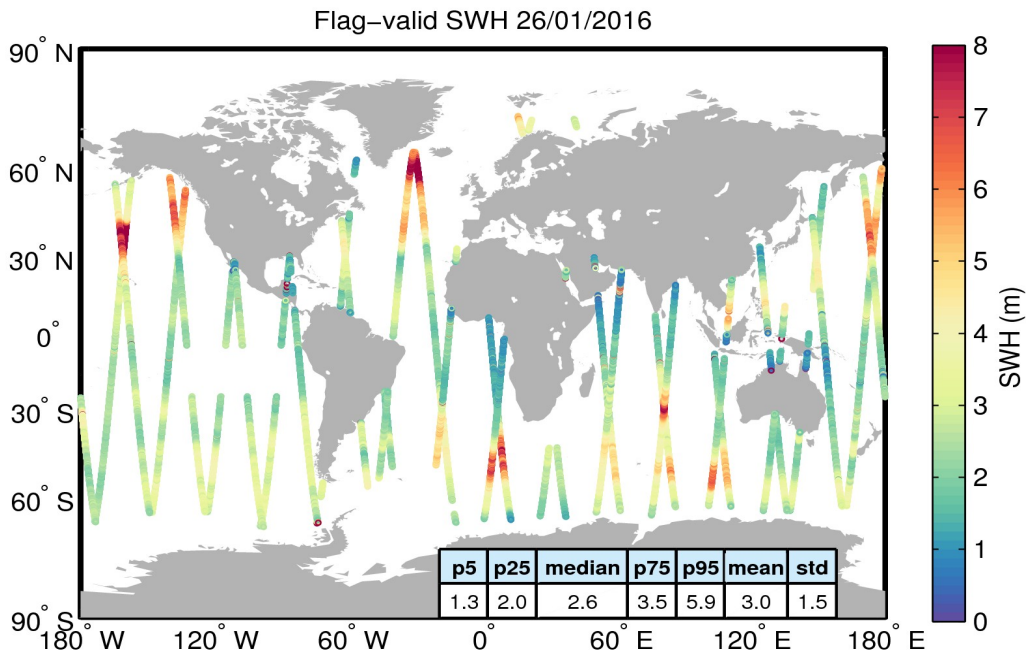 Flag−valid SWH 26/01/2016
90° N
60° N
30° N
0°
30° S
60° S
90° S
180° W
120° W
60° W
0°
60° E
120° E
180° E
p5 p25 median p75 p95 mean std
1.3 2.0 2.6 3.5 5.9 3.0 1.5
8
7
6
5
4
3
2
1
0
SWH (m)